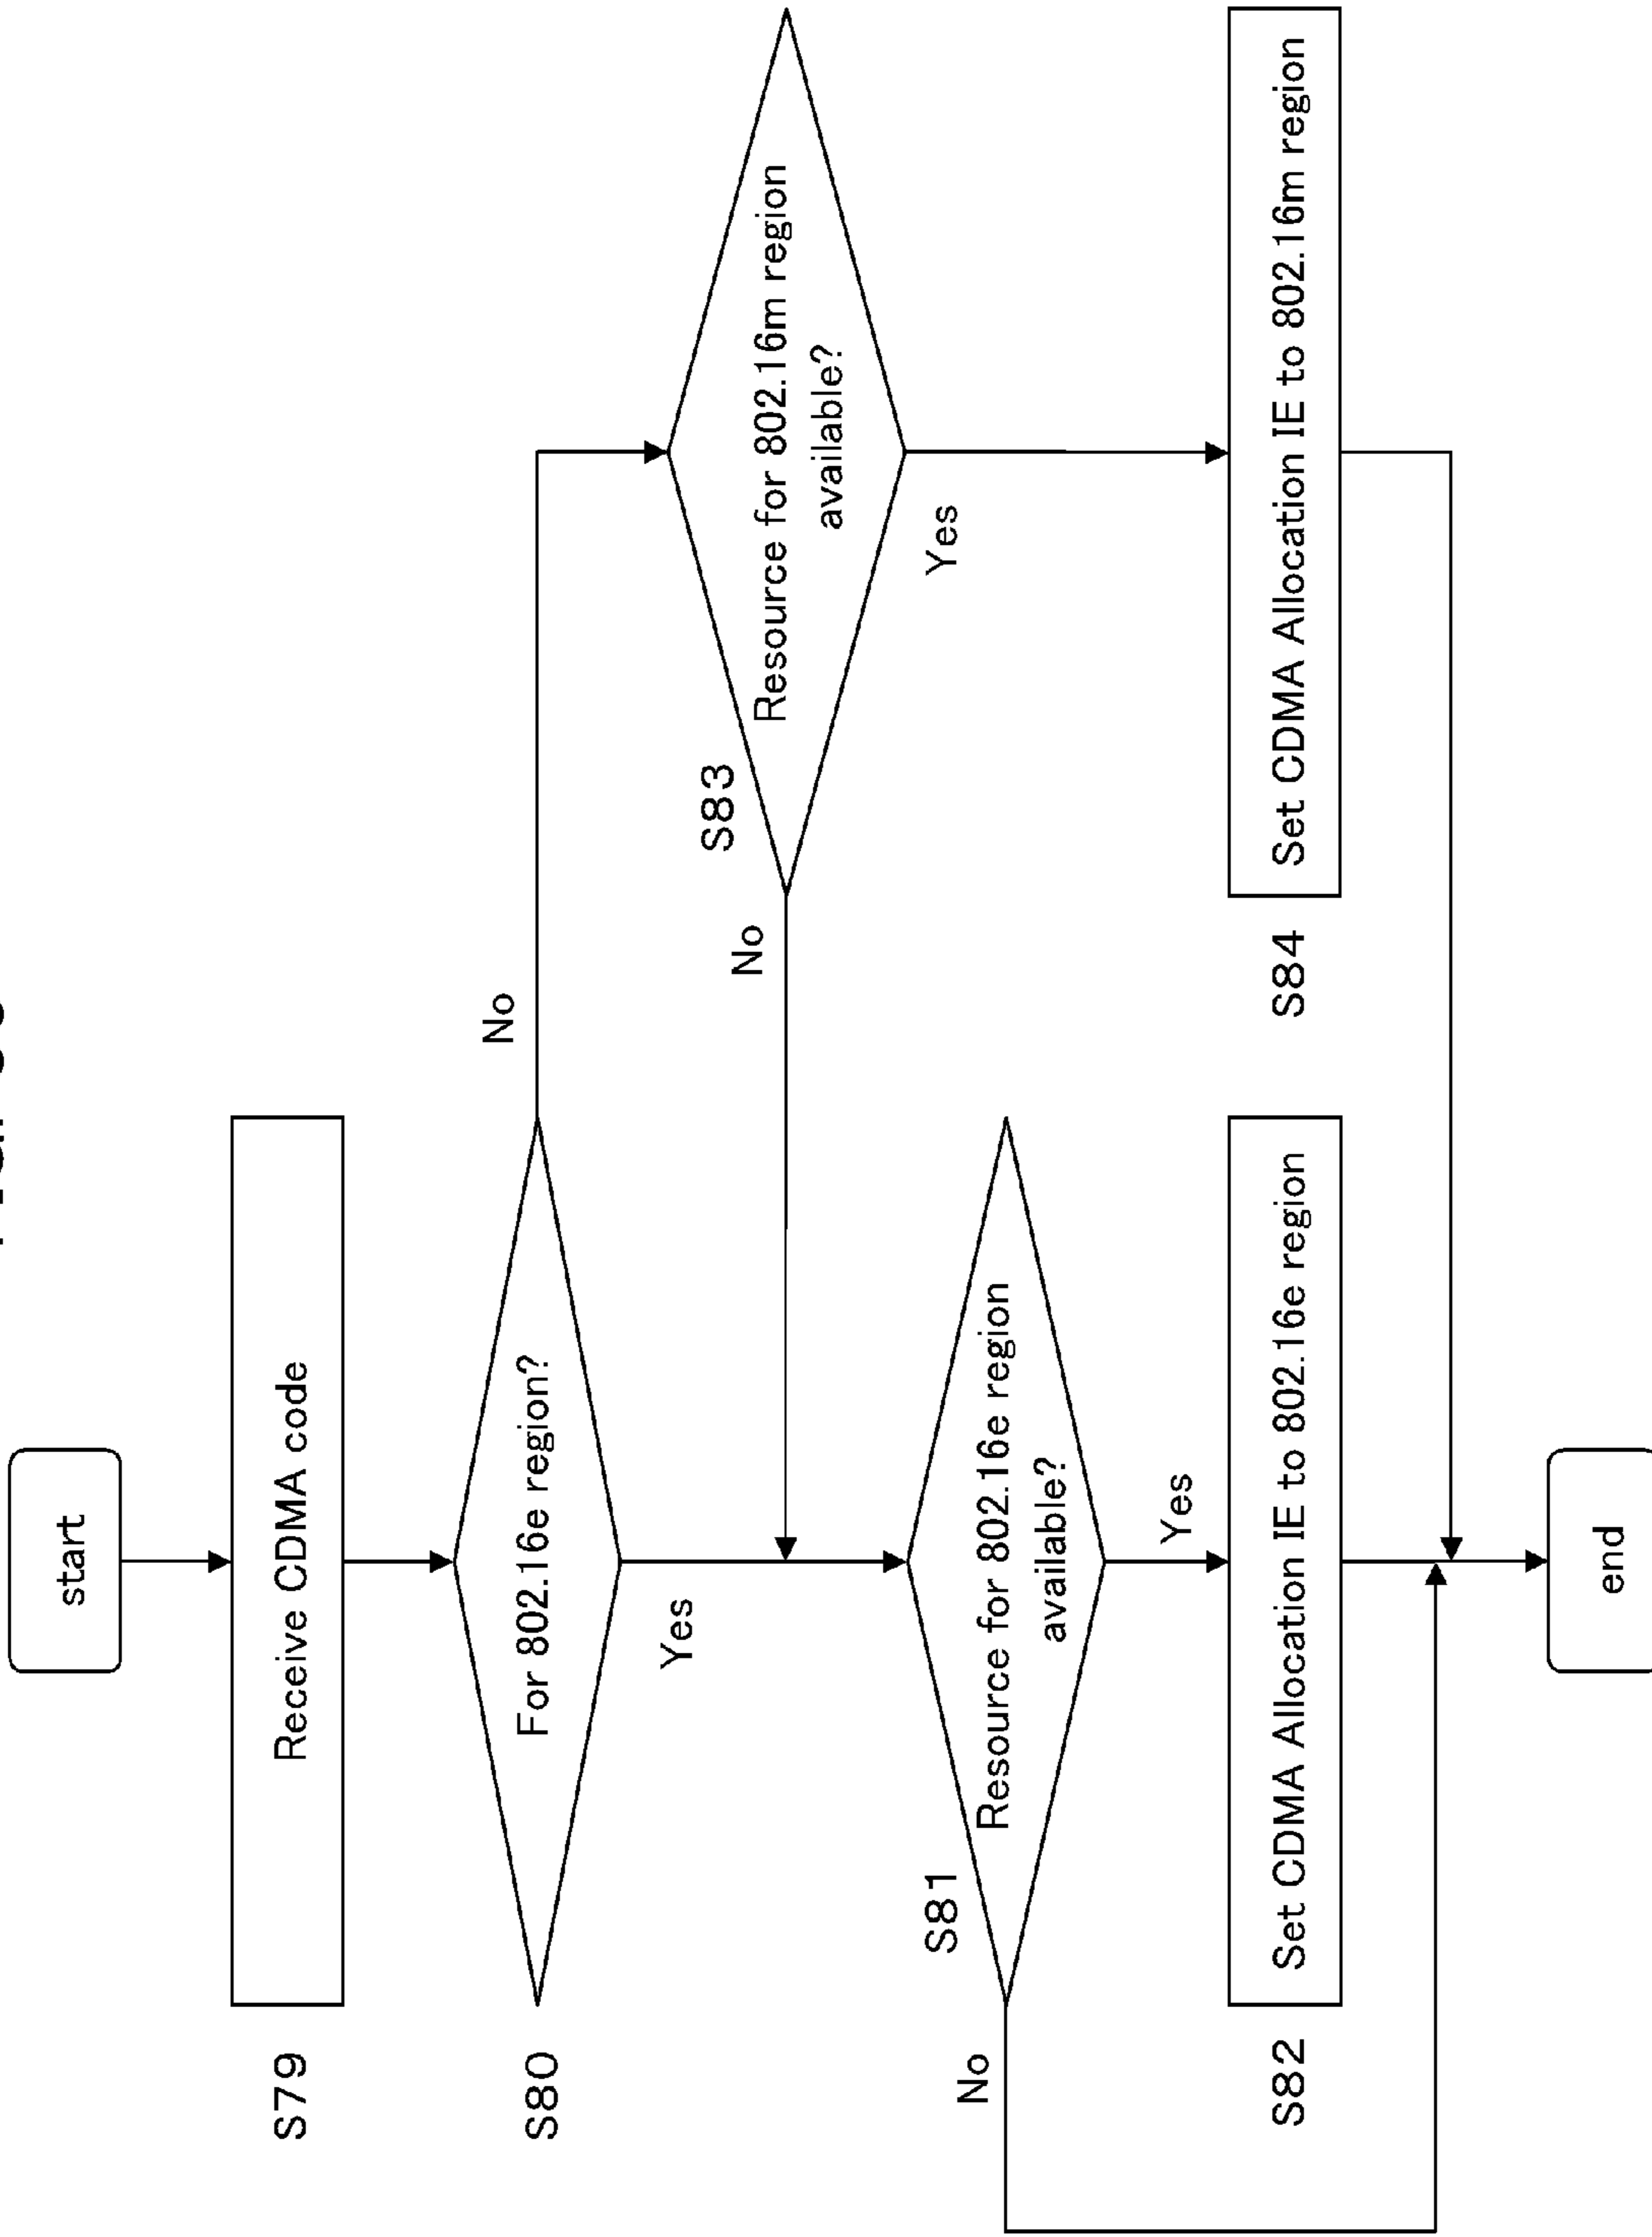 start
S79
Receive CDMA code
S80
For 802.16e region?
No
Yes
S83
Resource for 802.16m region
available?
No
Yes
S81
Resource for 802.16e region
available?
No
Yes
S82
Set CDMA Allocation IE to 802.16e region
S84
Set CDMA Allocation IE to 802.16m region
end